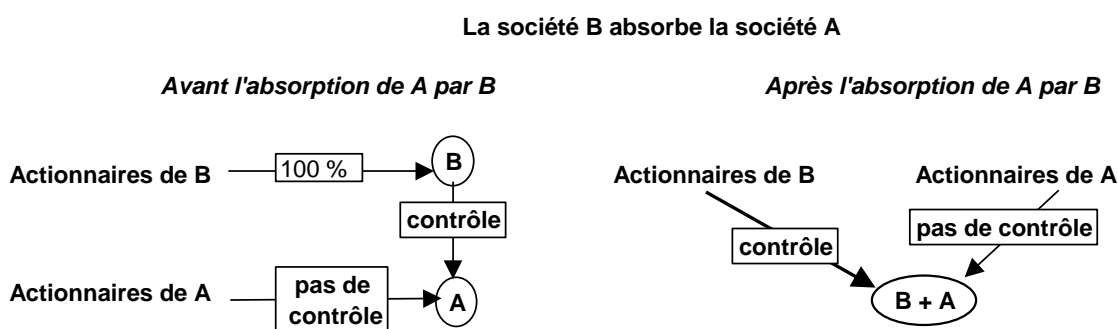 La société B absorbe la société A
Avant l'absorption de A par B
Après l'absorption de A par B
Actionnaires de B
100 %
B
contrôle
Actionnaires de A
pas de
contrôle
A
Actionnaires de B
Actionnaires de A
contrôle
pas de contrôle
B + A